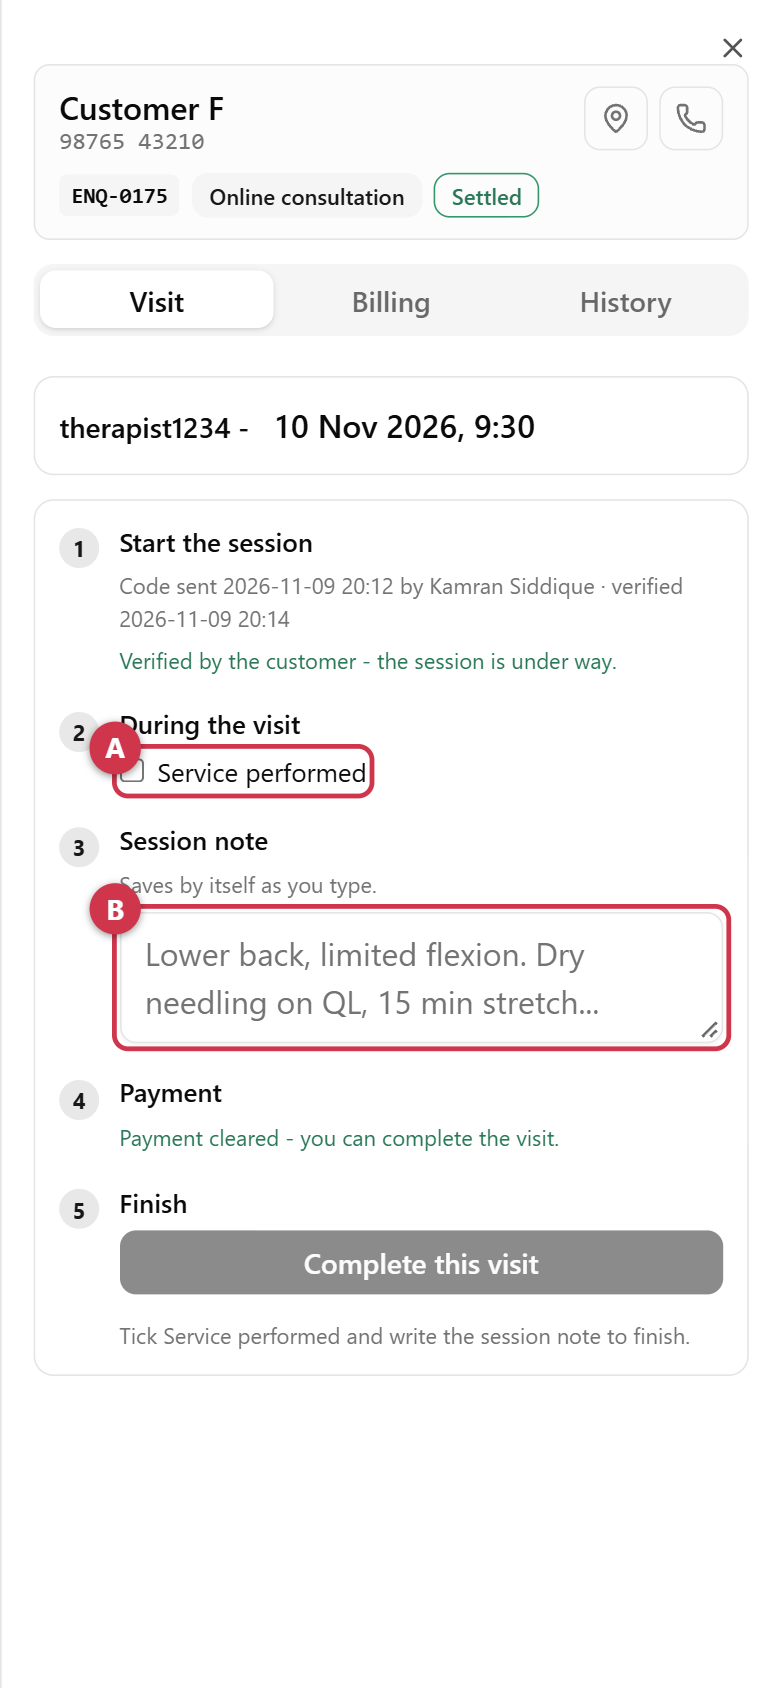 Customer F
98765 43210
ENQ-0175 Online consultation Settled
Visit Billing History
therapist1234 - 10 Nov 2026, 9:30
1 Start the session
Code sent 2026-11-09 20:12 by Kamran Siddique · verified
2026-11-09 20:14
Verified by the customer - the session is under way.
2 During the visit
A
Service performed
3 Session note
Saves by itself as you type.
B
Lower back, limited flexion. Dry
needling on QL, 15 min stretch...
4 Payment
Payment cleared - you can complete the visit.
5 Finish
Complete this visit
Tick Service performed and write the session note to finish.